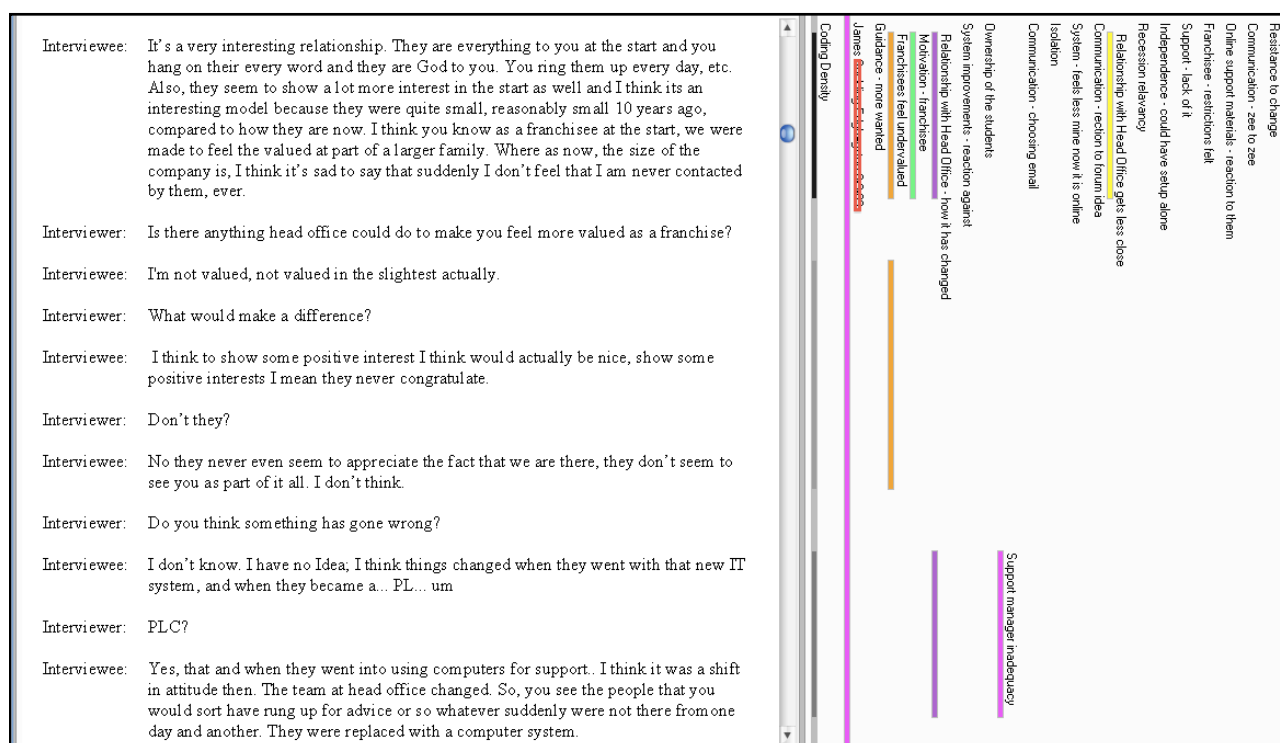 Interviewee: It's a very interesting relationship. They are everything to you at the start and you
hang on their every word and they are God to you. You ring them up every day, etc.
Also, they seem to show a lot more interest in the start as well and I think its an
interesting model because they were quite small, reasonably small 10 years ago,
compared to how they are now. I think you know as a franchisee at the start, we were
made to feel the valued at part of a larger family. Where as now, the size of the
company is, I think it's sad to say that suddenly I don't feel that I am never contacted
by them, ever.
Interviewer: Is there anything head office could do to make you feel more valued as a franchise?
Interviewee: I'm not valued, not valued in the slightest actually.
Interviewer: What would make a difference?
Interviewee: I think to show some positive interest I think would actually be nice, show some
positive interests I mean they never congratulate.
Interviewer: Don't they?
Interviewee: No they never even seem to appreciate the fact that we are there, they don't seem to
see you as part of it all. I don't think.
Interviewer: Do you think something has gone wrong?
Interviewee: I don't know. I have no Idea; I think things changed when they went with that new IT
system, and when they became a... PL... um
Interviewer: PLC?
Interviewee: Yes, that and when they went into using computers for support.. I think it was a shift
in attitude then. The team at head office changed. So, you see the people that you
would sort have rung up for advice or so whatever suddenly were not there from one
day and another. They were replaced with a computer system.
Resistance to change
Communication - zee to zee
Online support materials - reaction to them
Franchisee - restrictions felt
Support - lack of it
Independence - could have setup alone
Recession relavancy
Relationship with Head Office gets less close
Communication - rection to forum idea
System - feels less mine now it is online
Isolation
Communication - choosing email
Support manager inadequacy
Ownership of the students
System improvements - reaction against
Relationship with Head Office - how it has changed
Motivation - franchisee
Franchisees feel undervalued
Guidance - more wanted
James
Coding Density